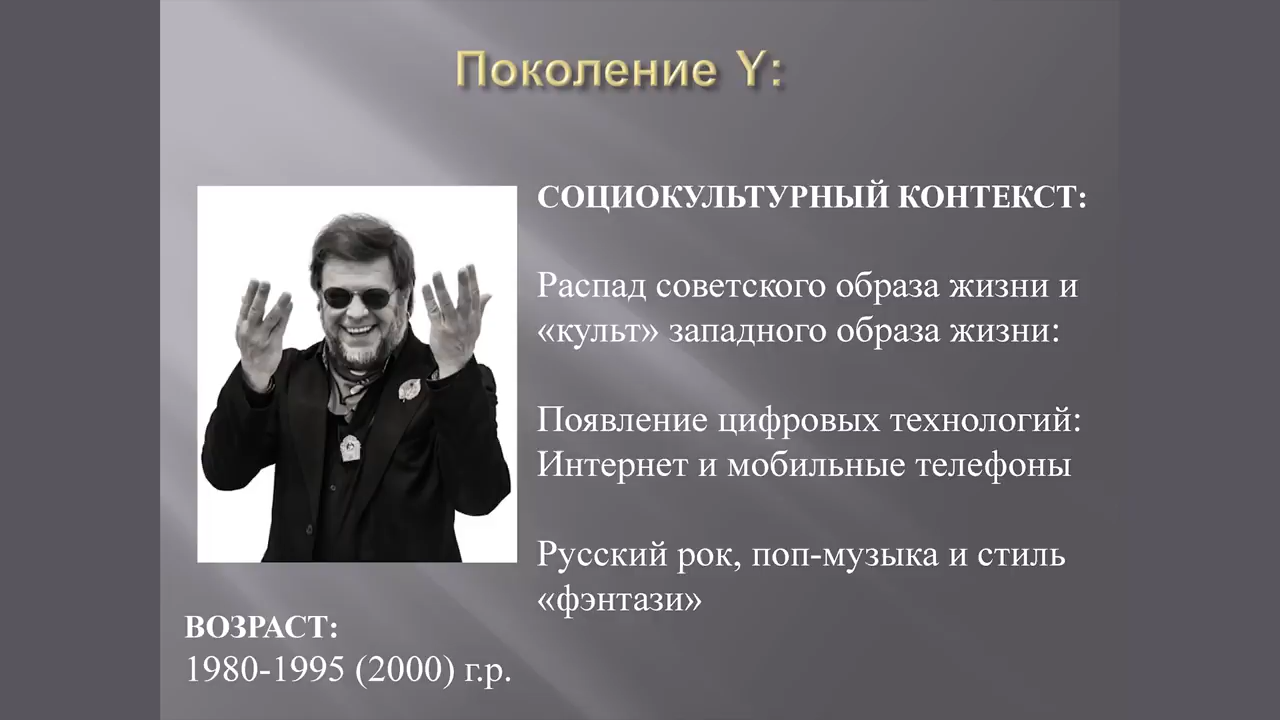 Поколение Y:
СОЦИОКУЛЬТУРНЫЙ КОНТЕКСТ:
Распад советского образа жизни и
«культ» западного образа жизни:
Появление цифровых технологий:
Интернет и мобильные телефоны
Русский рок, поп-музыка и стиль
«фэнтази»
ВОЗРАСТ:
1980-1995 (2000) г.р.